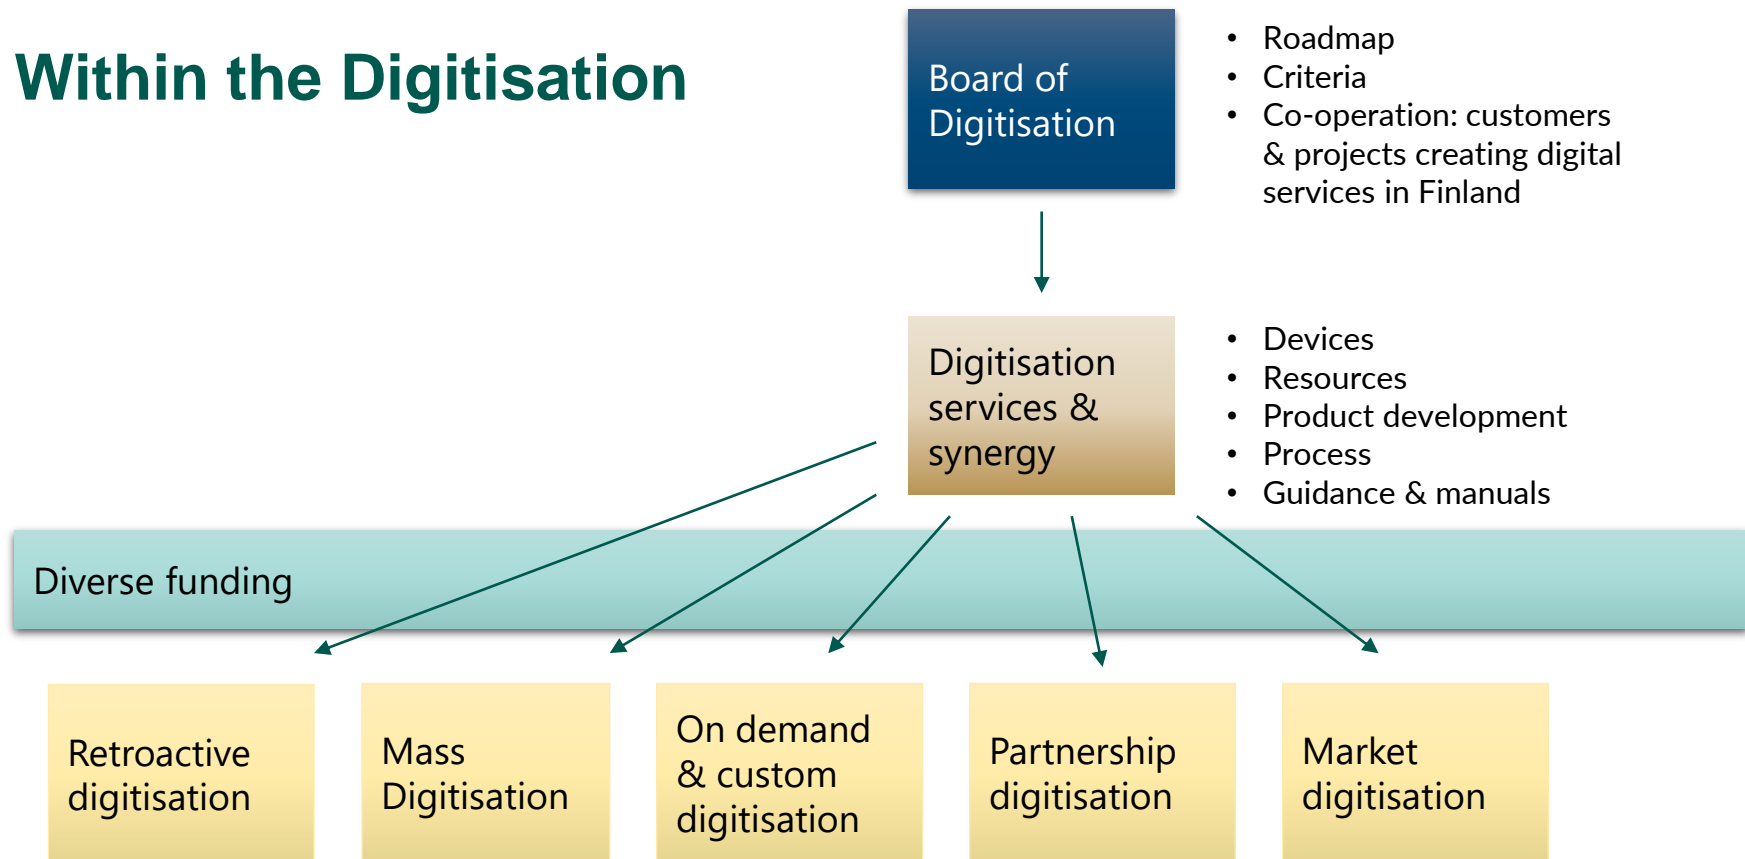 Within the Digitisation
Board of
Digitisation
• Roadmap
• Criteria
• Co-operation: customers
& projects creating digital
services in Finland
Digitisation
services &
synergy
• Devices
• Resources
• Product development
• Process
• Guidance & manuals
Diverse funding
Retroactive
digitisation
Mass
Digitisation
On demand
& custom
digitisation
Partnership
digitisation
Market
digitisation